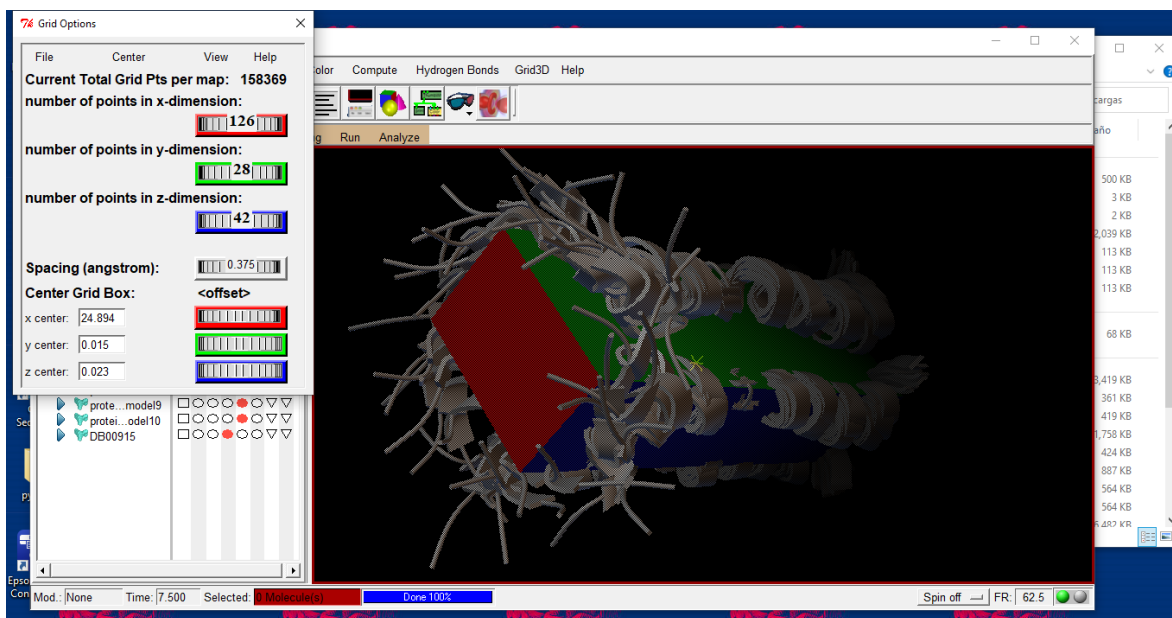 Grid Options
File Center View Help
Current Total Grid Pts per map: 158369
number of points in x-dimension:
126
number of points in y-dimension:
28
number of points in z-dimension:
42
Spacing (angstrom): 0.375
Center Grid Box: <offset>
x center: 24.894
y center: 0.015
z center: 0.023
olor Compute Hydrogen Bonds Grid3D Help
g Run Analyze
prote...model9
protei...odel10
DB00915
Mod.: None Time: 7.500 Selected: 0 Molecule(s) Done 100% Spin off FR: 62.5
cargas
año
500 KB
3 KB
2 KB
2,039 KB
113 KB
113 KB
113 KB
68 KB
3,419 KB
361 KB
419 KB
1,758 KB
424 KB
887 KB
564 KB
564 KB
6,482 KB
Sec
Epso
Con